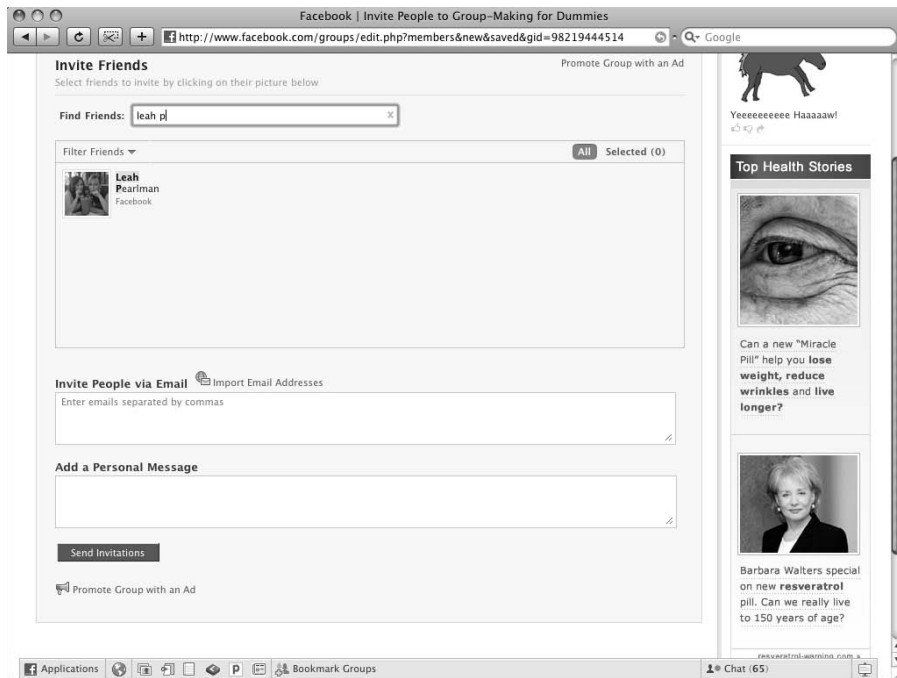 Facebook | Invite People to Group-Making for Dummies
http://www.facebook.com/groups/edit.php?members&new&saved&gid=98219444514
Google
Invite Friends
Promote Group with an Ad
Select friends to invite by clicking on their picture below
Find Friends: leah p
x
Filter Friends
All Selected (0)
Leah
Pearlman
Facebook
Invite People via Email Import Email Addresses
Enter emails separated by commas
Add a Personal Message
Send Invitations
Promote Group with an Ad
Yeeeeeeeeee Haaaaaw!
Top Health Stories
Can a new "Miracle
Pill" help you lose
weight, reduce
wrinkles and live
longer?
Barbara Walters special
on new resveratrol
pill. Can we really live
to 150 years of age?
Applications
P
Bookmark Groups
Chat (65)